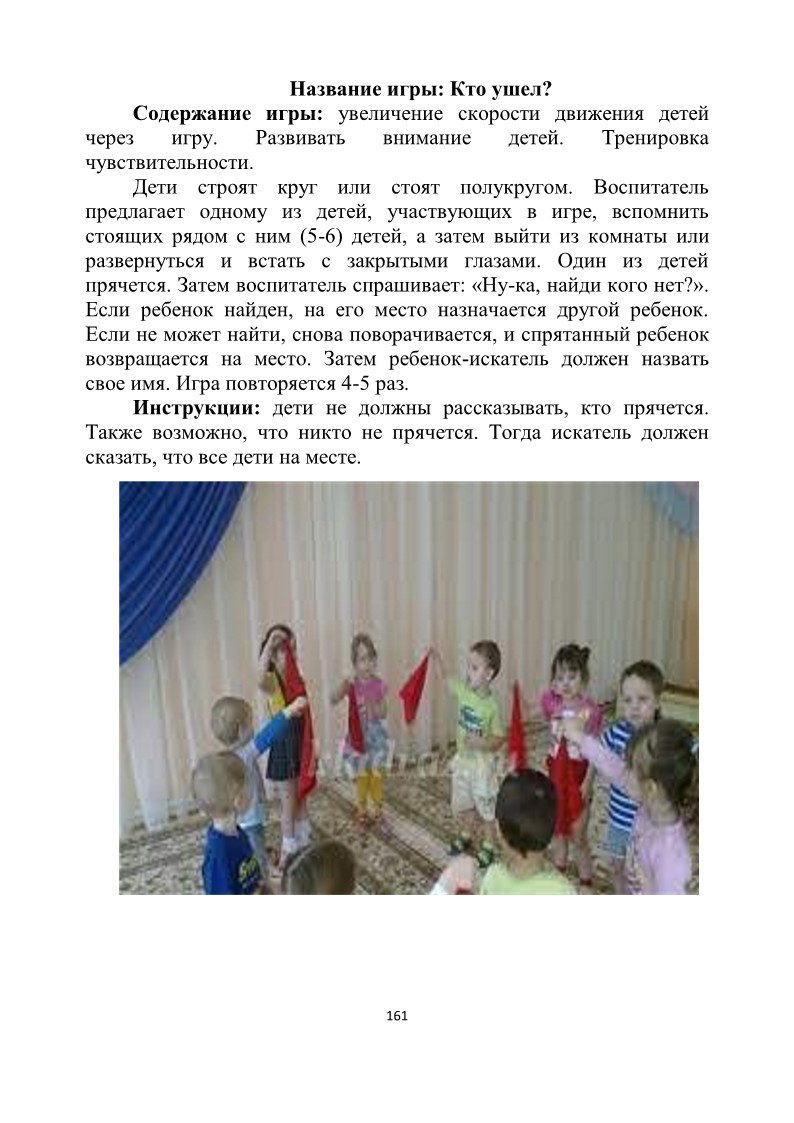 Название игры: Кто ушел?
Содержание игры: увеличение скорости движения детей
через игру. Развивать внимание детей. Тренировка
чувствительности.
Дети строят круг или стоят полукругом. Воспитатель
предлагает одному из детей, участвующих в игре, вспомнить
стоящих рядом с ним (5-6) детей, а затем выйти из комнаты или
развернуться и встать с закрытыми глазами. Один из детей
прячется. Затем воспитатель спрашивает: «Ну-ка, найди кого нет?».
Если ребенок найден, на его место назначается другой ребенок.
Если не может найти, снова поворачивается, и спрятанный ребенок
возвращается на место. Затем ребенок-искатель должен назвать
свое имя. Игра повторяется 4-5 раз.
Инструкции: дети не должны рассказывать, кто прячется.
Также возможно, что никто не прячется. Тогда искатель должен
сказать, что все дети на месте.
161